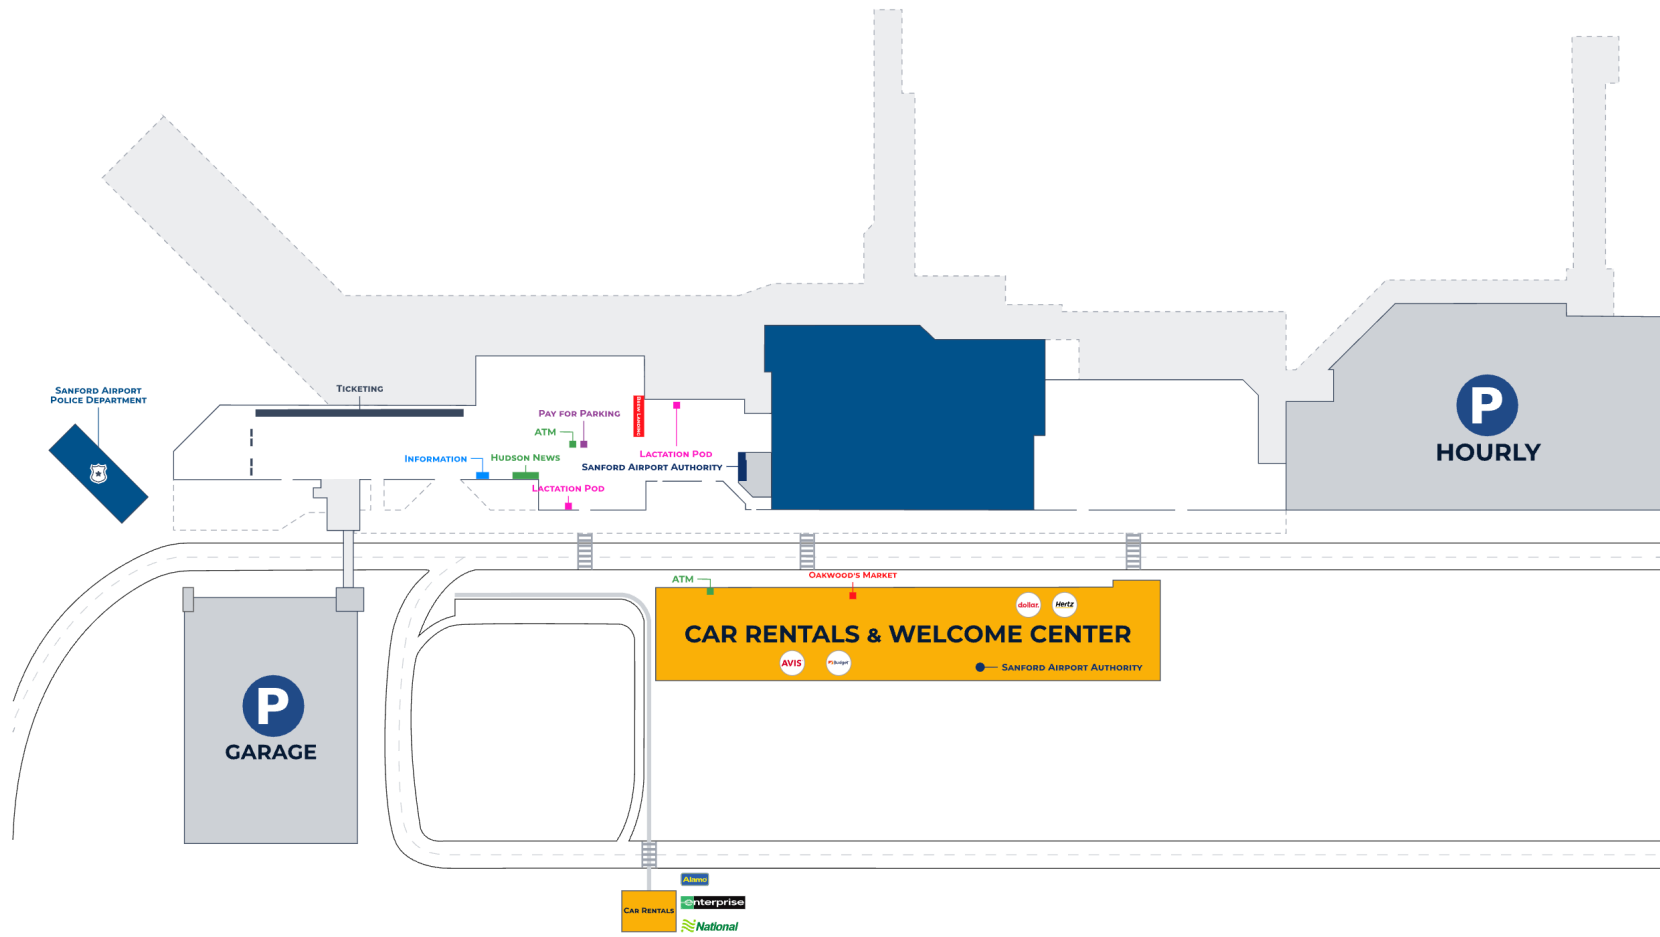 SANFORD AIRPORT
POLICE DEPARTMENT
TICKETING
PAY FOR PARKING
ATM
BREW LANDING
INFORMATION
HUDSON NEWS
LACTATION POD
SANFORD AIRPORT AUTHORITY
LACTATION POD
P
HOURLY
ATM
OAKWOOD'S MARKET
dollar.
Hertz
CAR RENTALS & WELCOME CENTER
AVIS
Budget
SANFORD AIRPORT AUTHORITY
P
GARAGE
Alamo
CAR RENTALS
enterprise
National